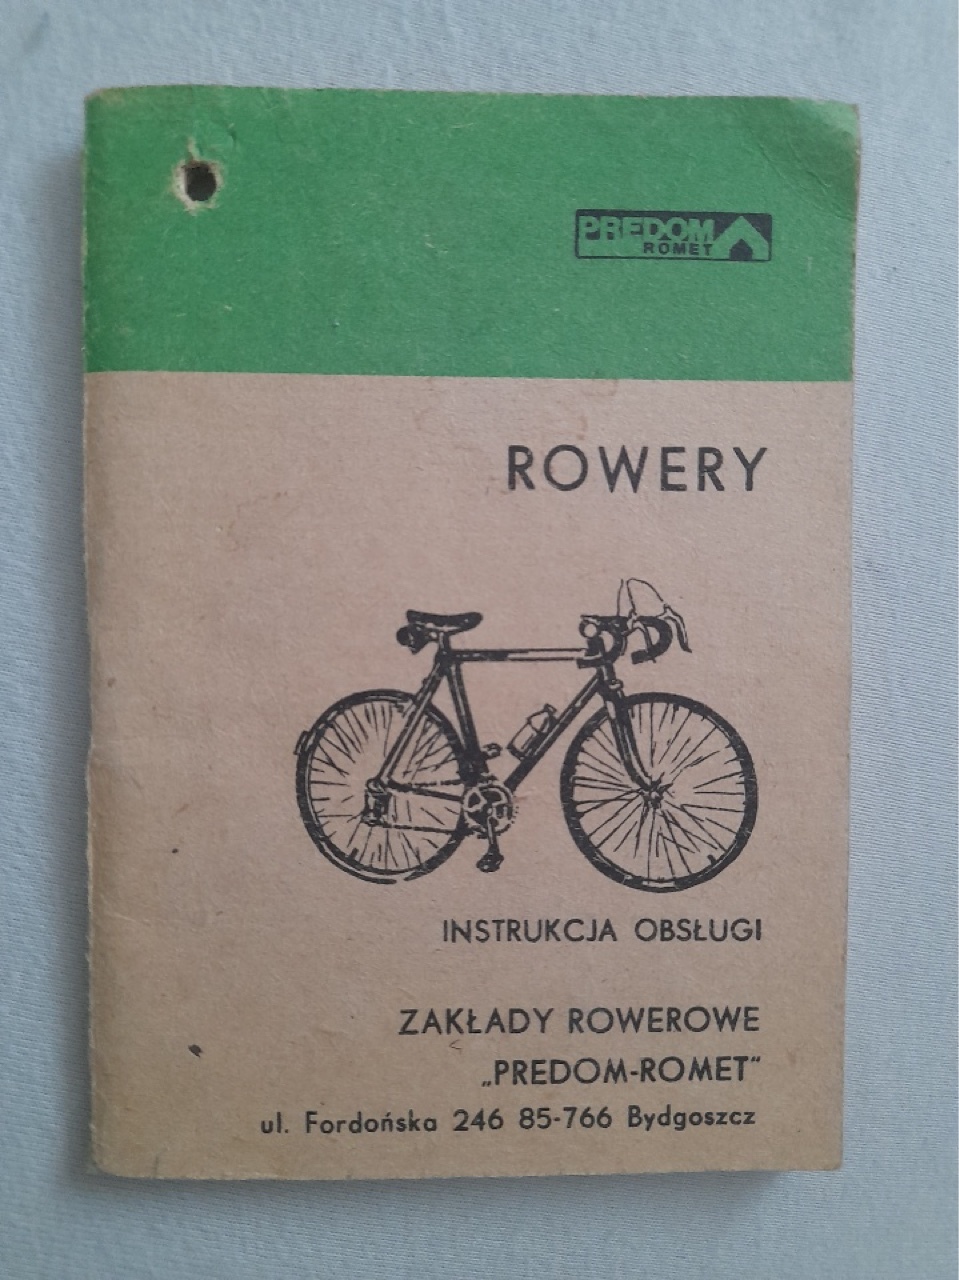 PREDOM
ROMET
ROWERY
INSTRUKCJA OBSŁUGI
ZAKŁADY ROWEROWE
„PREDOM-ROMET”
ul. Fordońska 246 85-766 Bydgoszcz